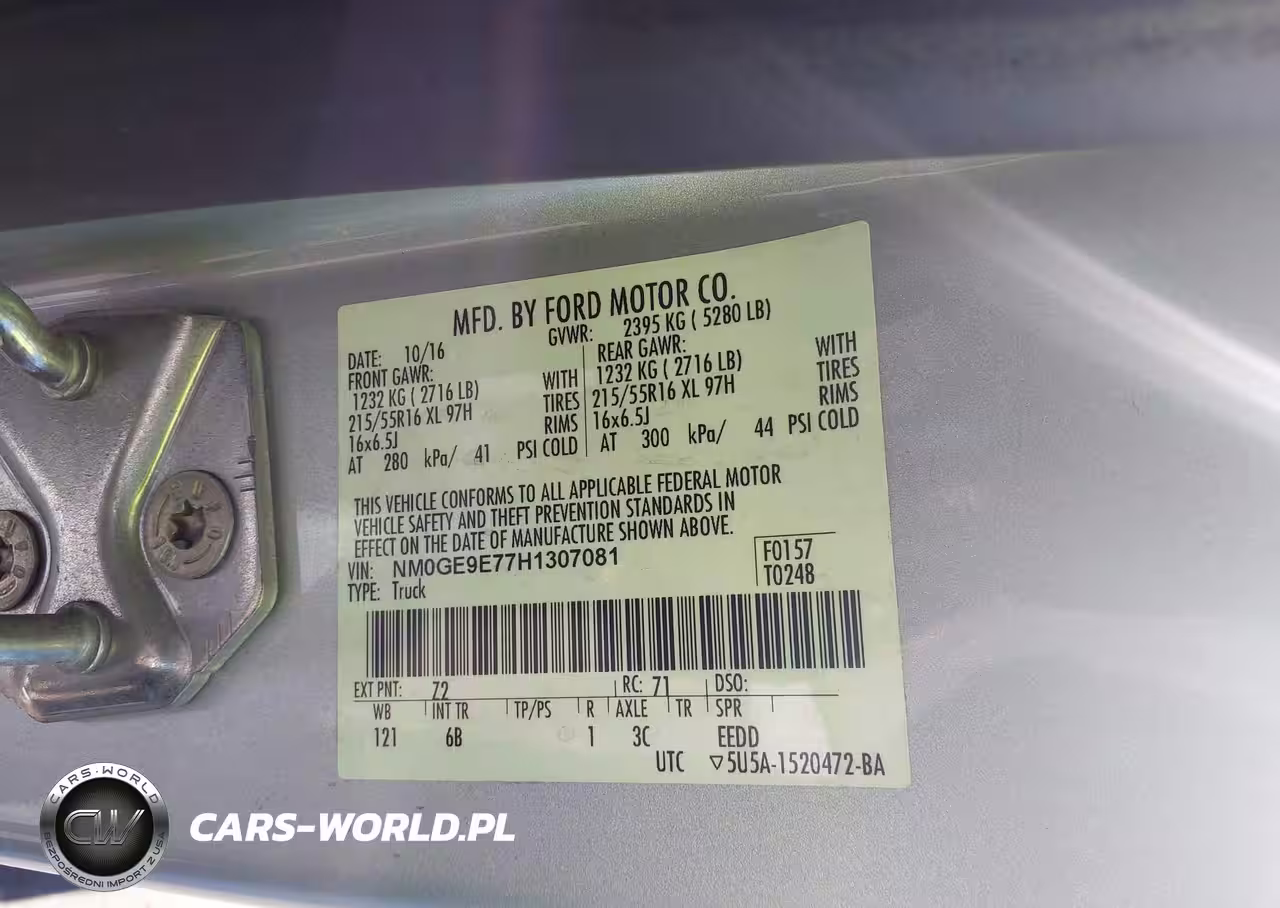 MFD. BY FORD MOTOR CO.
DATE: 10/16 GVWR: 2395 KG ( 5280 LB)
FRONT GAWR: REAR GAWR:
1232 KG ( 2716 LB) WITH 1232 KG ( 2716 LB) WITH
215/55R16 XL 97H TIRES 215/55R16 XL 97H TIRES
16x6.5J RIMS 16x6.5J RIMS
AT 280 kPa/ 41 PSI COLD AT 300 kPa/ 44 PSI COLD
THIS VEHICLE CONFORMS TO ALL APPLICABLE FEDERAL MOTOR
VEHICLE SAFETY AND THEFT PREVENTION STANDARDS IN
EFFECT ON THE DATE OF MANUFACTURE SHOWN ABOVE.
VIN: NM0GE9E77H1307081 F0157
TYPE: Truck T0248
EXT PNT: Z2 RC: 71 DSO:
WB INT TR TP/PS R AXLE TR SPR
121 6B 1 3C EEDD
UTC ▽5U5A-1520472-BA
CARS-WORLD
CW
BEZPOŚREDNI IMPORT Z USA
CARS-WORLD.PL